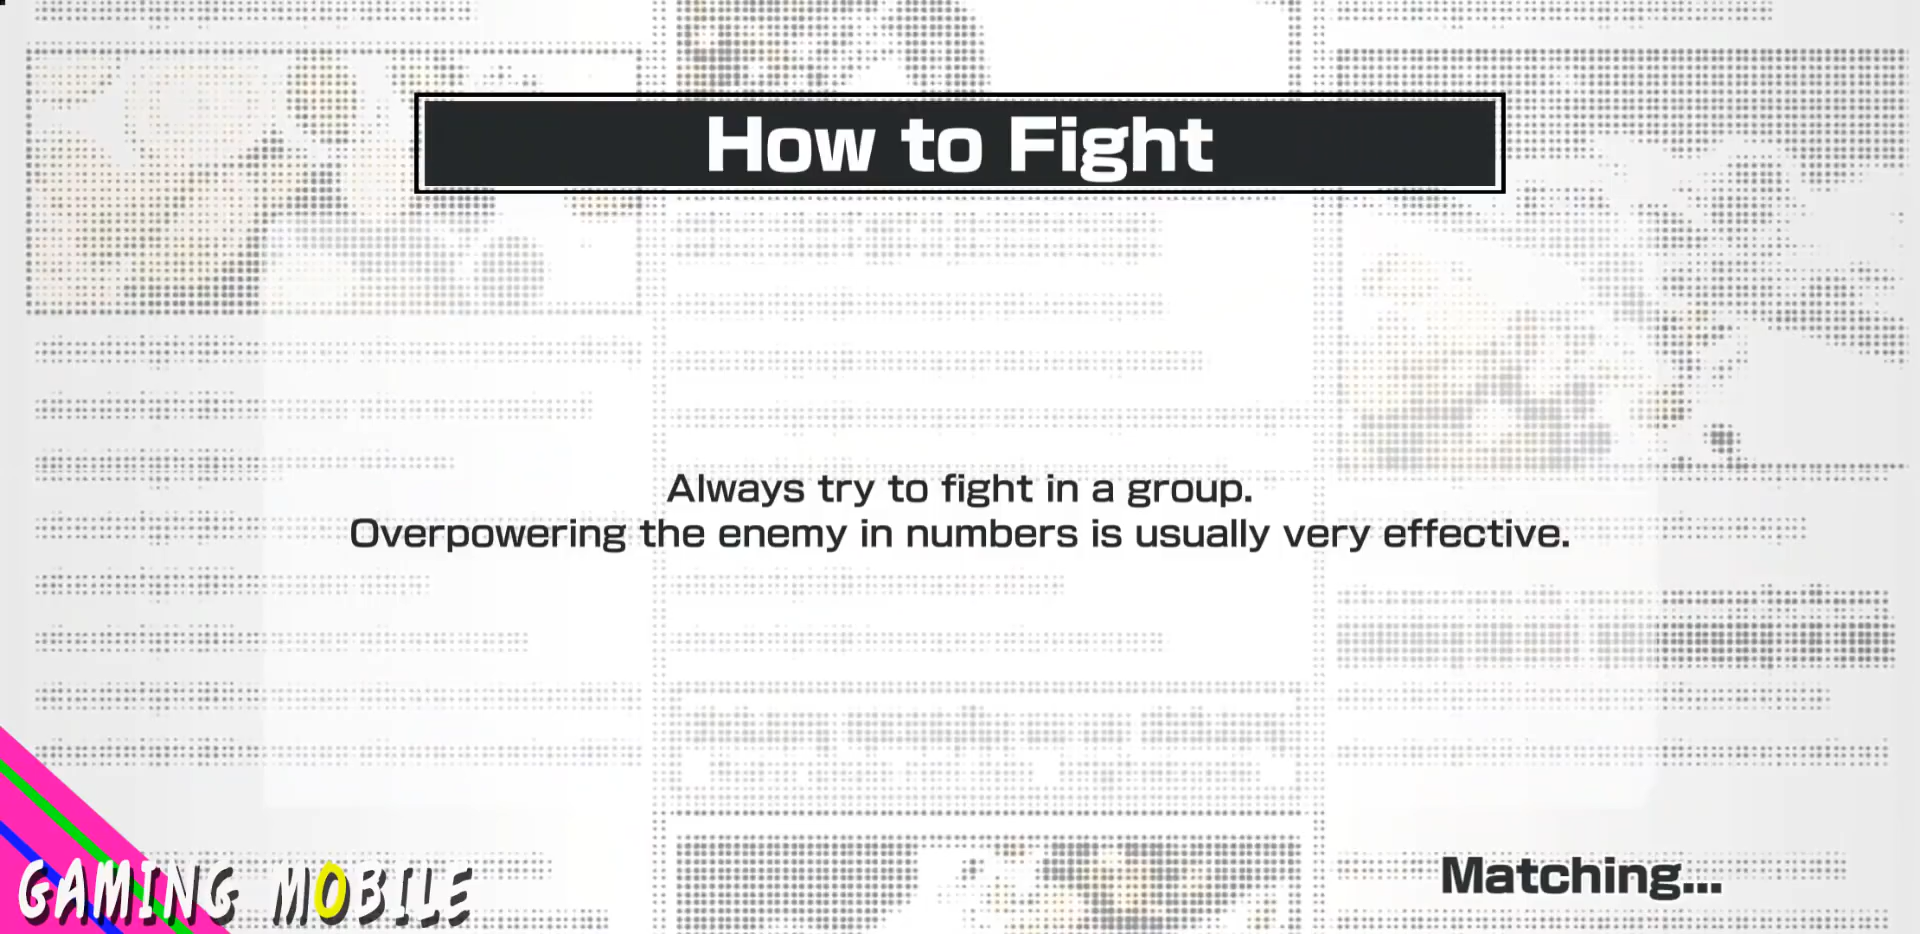 How to Fight
Always try to fight in a group.
Overpowering the enemy in numbers is usually very effective.
Matching...
GAMING MOBILE